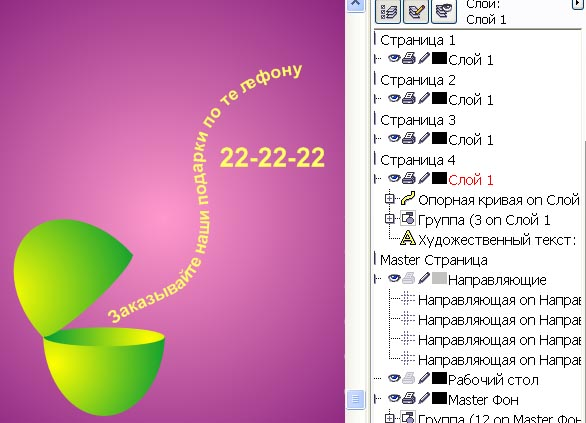 Заказывайте наши подарки по телефону
22-22-22
Слои:
Слой 1
Страница 1
Слой 1
Страница 2
Слой 1
Страница 3
Слой 1
Страница 4
Слой 1
Опорная кривая on Слой
Группа (3 on Слой 1
Художественный текст:
Master Страница
Направляющие
Направляющая on Направ
Направляющая on Направ
Направляющая on Направ
Направляющая on Направ
Рабочий стол
Master Фон
Группа (12 on Master Фон